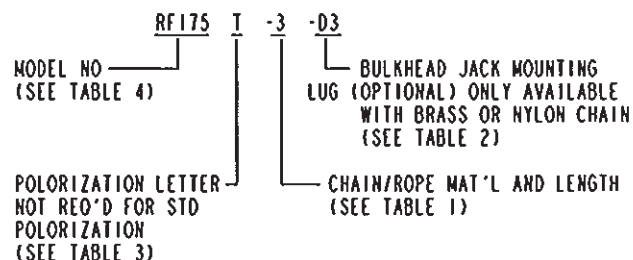 RF175 T -3 -D3
MODEL NO
(SEE TABLE 4)
BULKHEAD JACK MOUNTING
LUG (OPTIONAL) ONLY AVAILABLE
WITH BRASS OR NYLON CHAIN
(SEE TABLE 2)
POLORIZATION LETTER
NOT REO'D FOR STD
POLORIZATION
(SEE TABLE 3)
CHAIN/ROPE MAT'L AND LENGTH
(SEE TABLE 1)